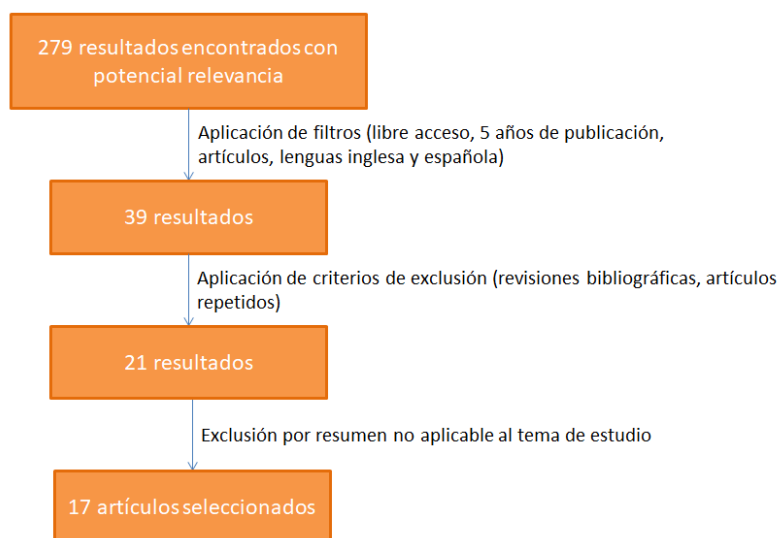 279 resultados encontrados con
potencial relevancia
Aplicación de filtros (libre acceso, 5 años de publicación,
artículos, lenguas inglesa y española)
39 resultados
Aplicación de criterios de exclusión (revisiones bibliográficas, artículos
repetidos)
21 resultados
Exclusión por resumen no aplicable al tema de estudio
17 artículos seleccionados